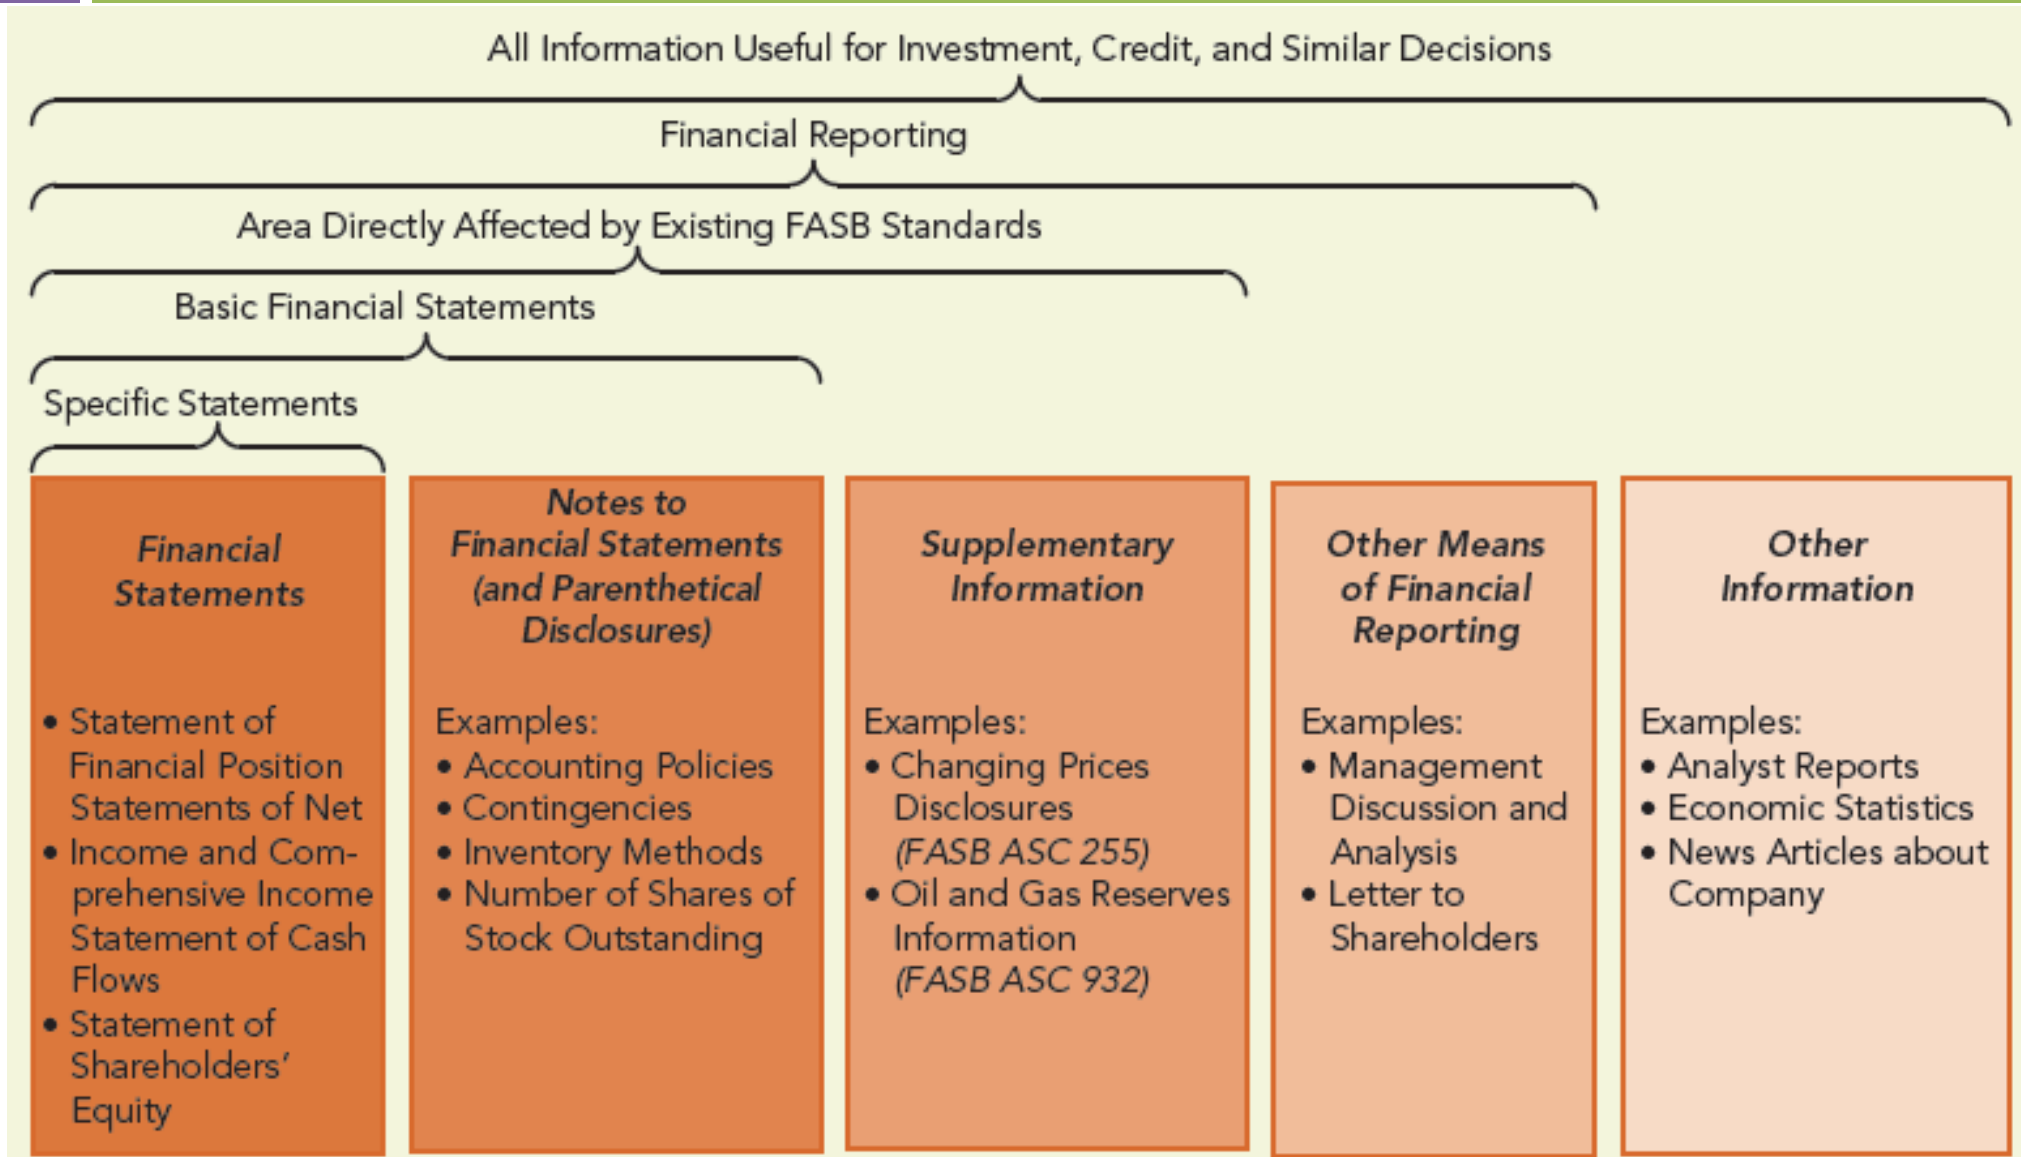 All Information Useful for Investment, Credit, and Similar Decisions
Financial Reporting
Area Directly Affected by Existing FASB Standards
Basic Financial Statements
Specific Statements
Financial
Statements
• Statement of
Financial Position
Statements of Net
• Income and Com-
prehensive Income
Statement of Cash
Flows
• Statement of
Shareholders’
Equity
Notes to
Financial Statements
(and Parenthetical
Disclosures)
Examples:
• Accounting Policies
• Contingencies
• Inventory Methods
• Number of Shares of
Stock Outstanding
Supplementary
Information
Examples:
• Changing Prices
Disclosures
(FASB ASC 255)
• Oil and Gas Reserves
Information
(FASB ASC 932)
Other Means
of Financial
Reporting
Examples:
• Management
Discussion and
Analysis
• Letter to
Shareholders
Other
Information
Examples:
• Analyst Reports
• Economic Statistics
• News Articles about
Company